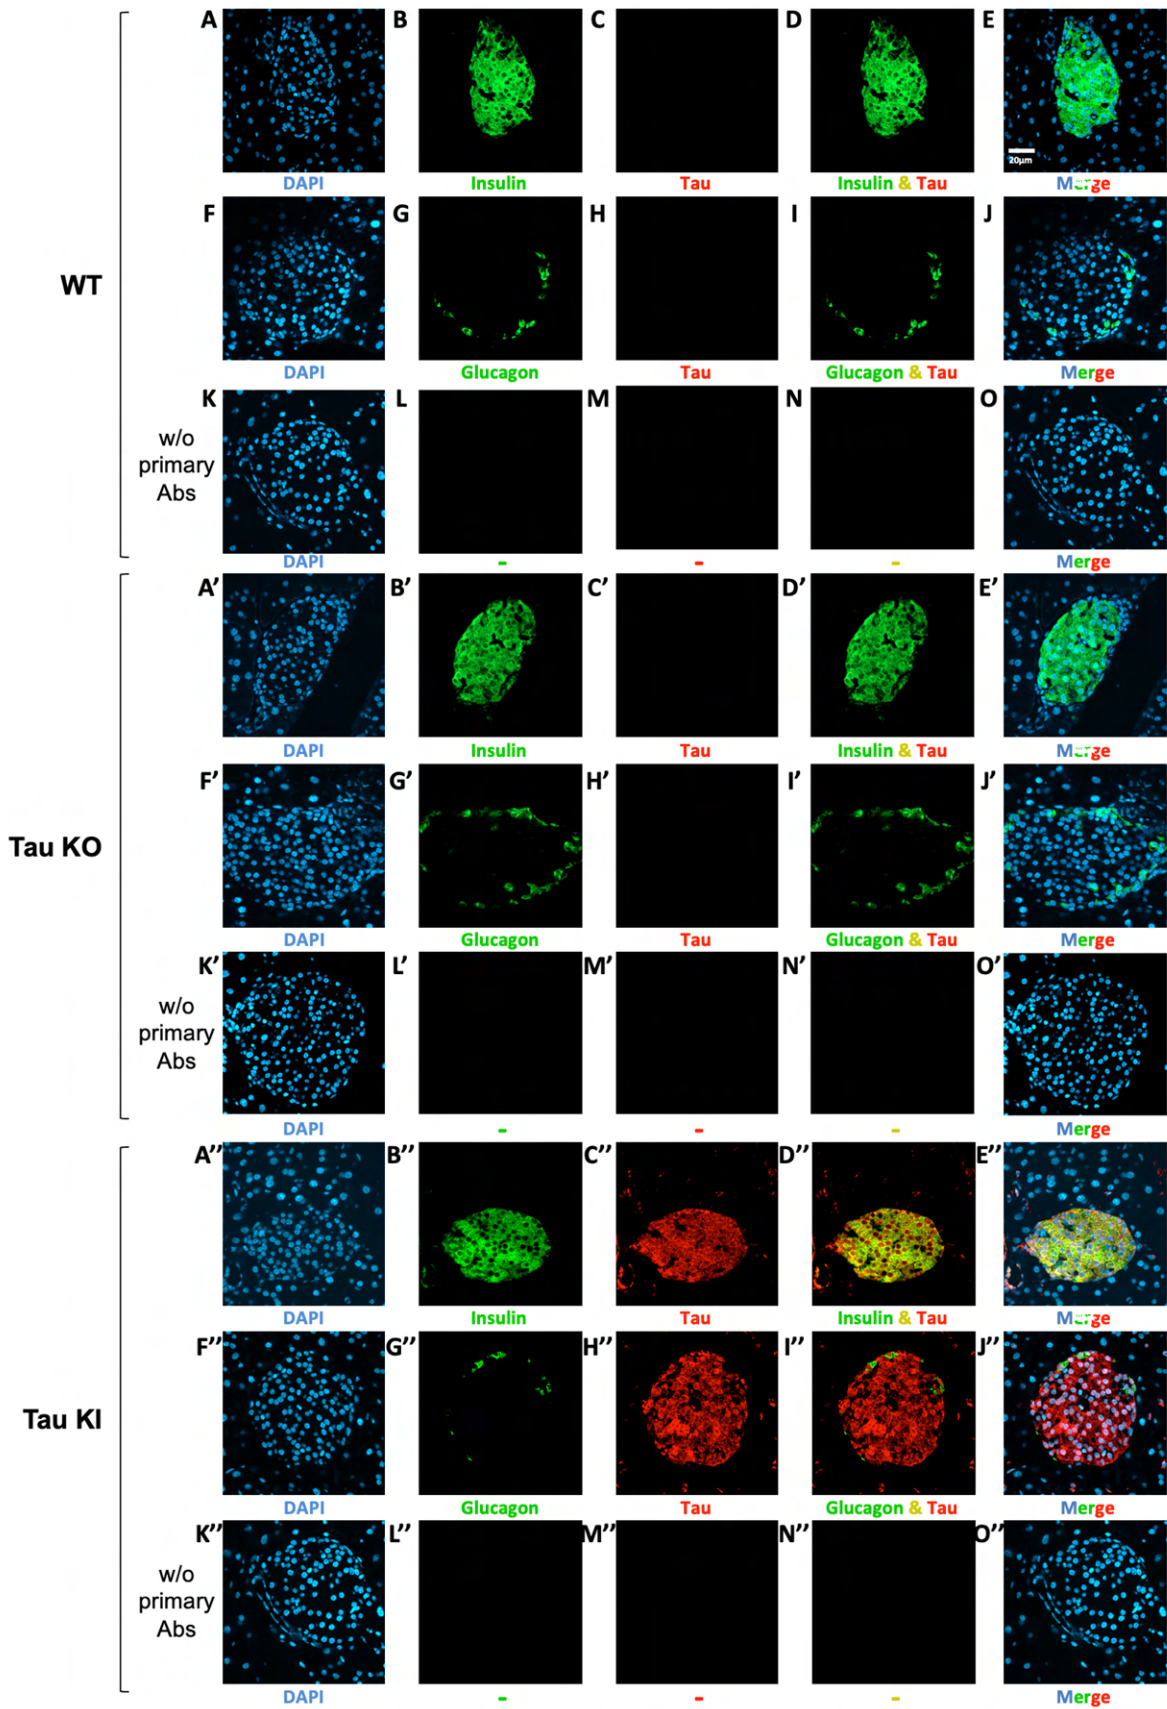 A B C D E
20μm
DAPI Insulin Tau Insulin & Tau Merge
F G H I J
WT
DAPI Glucagon Tau Glucagon & Tau Merge
K L M N O
w/o
primary
Abs
DAPI - - - Merge
A’ B’ C’ D’ E’
DAPI Insulin Tau Insulin & Tau Merge
F’ G’ H’ I’ J’
Tau KO
DAPI Glucagon Tau Glucagon & Tau Merge
K’ L’ M’ N’ O’
w/o
primary
Abs
DAPI - - - Merge
A’’ B’’ C’’ D’’ E’’
DAPI Insulin Tau Insulin & Tau Merge
F’’ G’’ H’’ I’’ J’’
Tau KI
DAPI Glucagon Tau Glucagon & Tau Merge
K’’ L’’ M’’ N’’ O’’
w/o
primary
Abs
DAPI - - - Merge